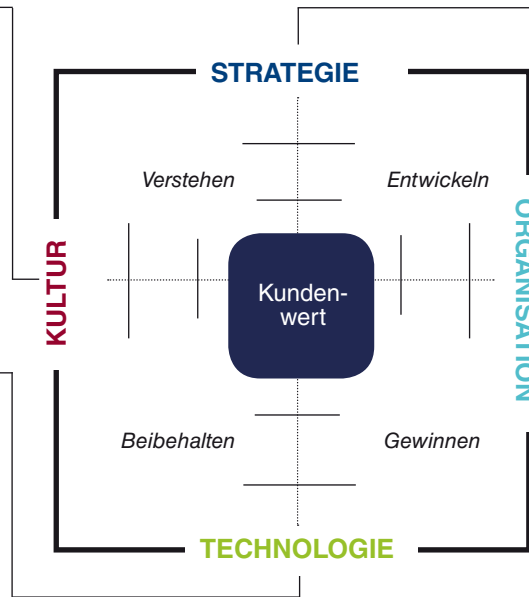 STRATEGIE
Verstehen
Entwickeln
KULTUR
ORGANISATION
Kunden-
wert
Beibehalten
Gewinnen
TECHNOLOGIE